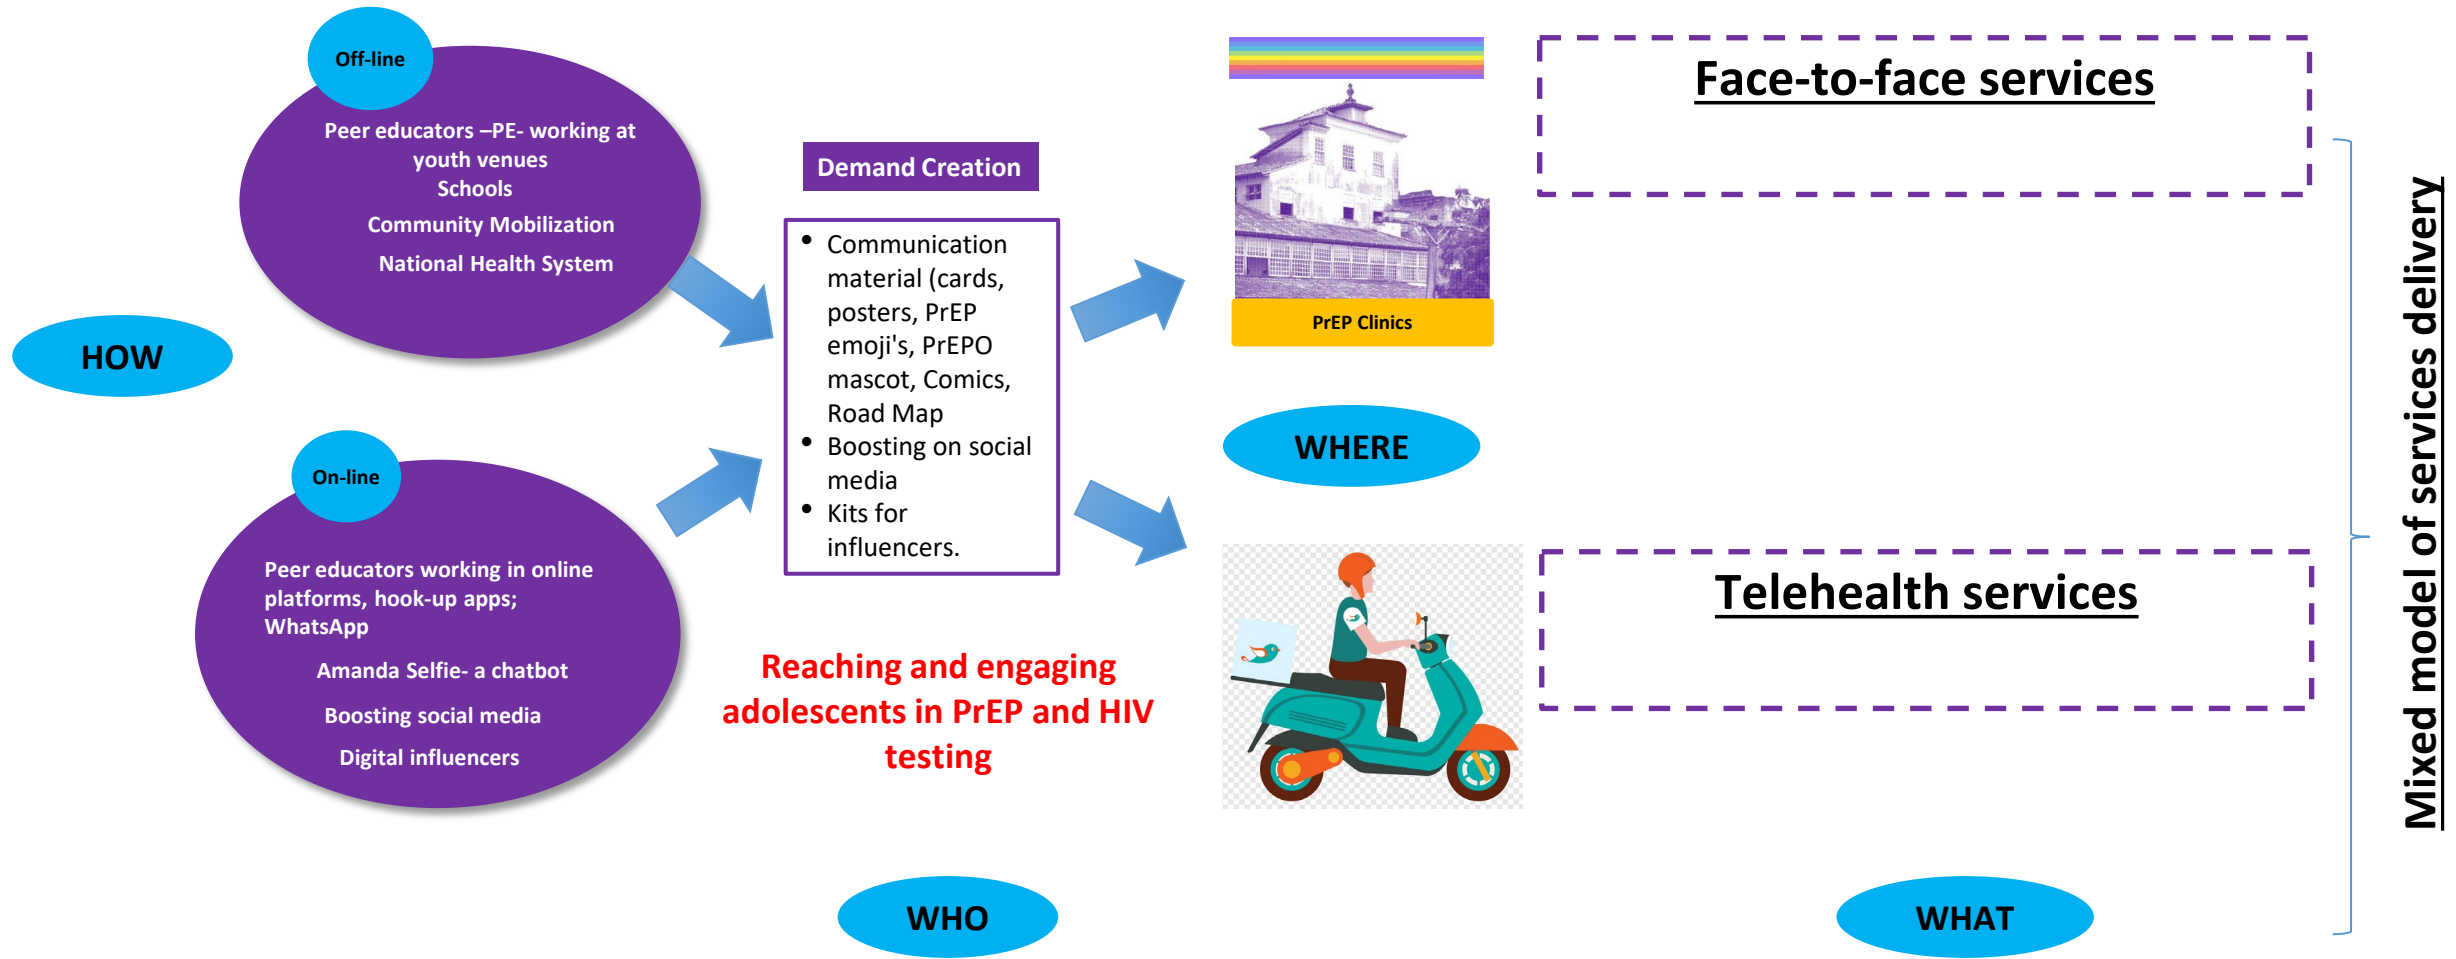 Off-line
Peer educators –PE- working at
youth venues
Schools
Community Mobilization
National Health System
HOW
On-line
Peer educators working in online
platforms, hook-up apps;
WhatsApp
Amanda Selfie- a chatbot
Boosting social media
Digital influencers
Demand Creation
• Communication
material (cards,
posters, PrEP
emoji's, PrEPO
mascot, Comics,
Road Map
• Boosting on social
media
• Kits for
influencers.
Reaching and engaging
adolescents in PrEP and HIV
testing
WHO
PrEP Clinics
WHERE
Face-to-face services
Telehealth services
WHAT
Mixed model of services delivery